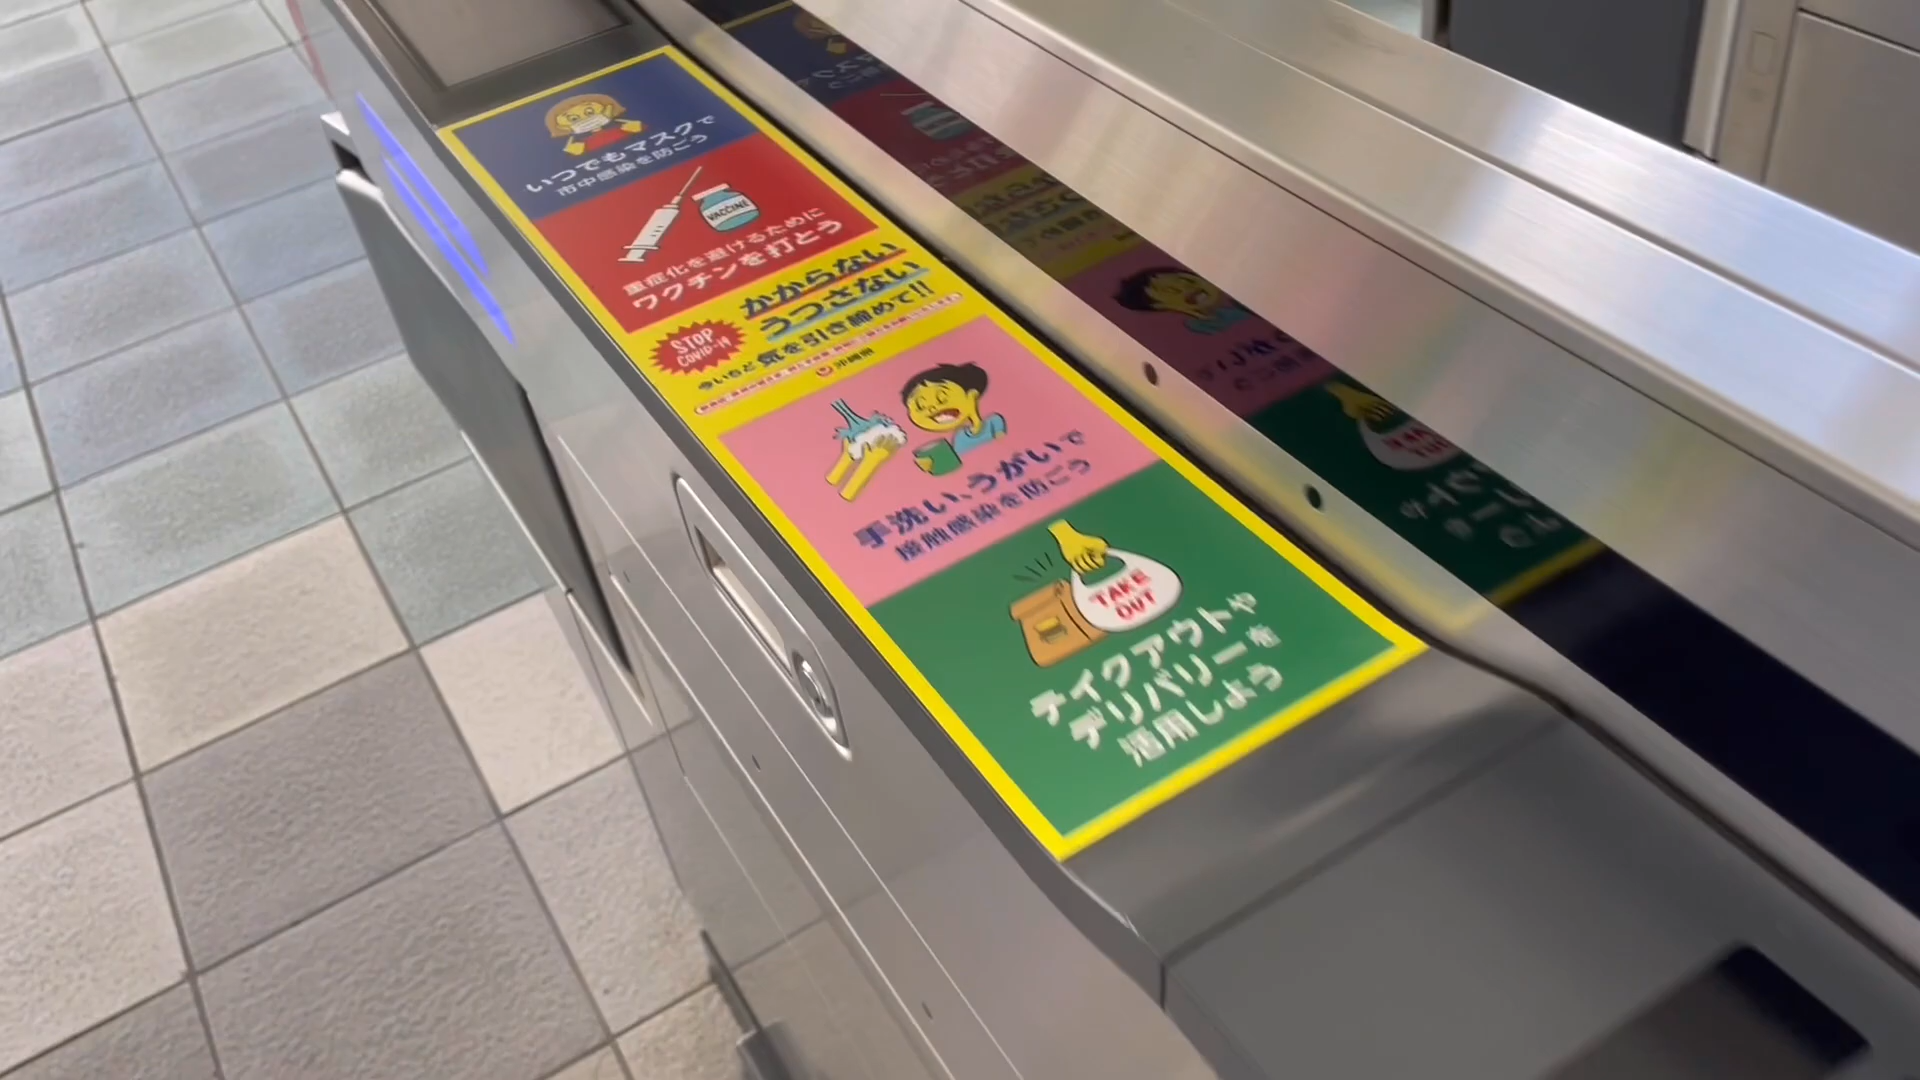 いつでもマスクで
市中感染を防ごう
VACCINE
重症化を避けるために
ワクチンを打とう
かからない
うつさない
STOP
COVID-19
今いちど気を引き締めて!!
沖縄県
手洗い、うがいで
接触感染を防ごう
TAKE
OUT
テイクアウトや
デリバリーを
活用しよう